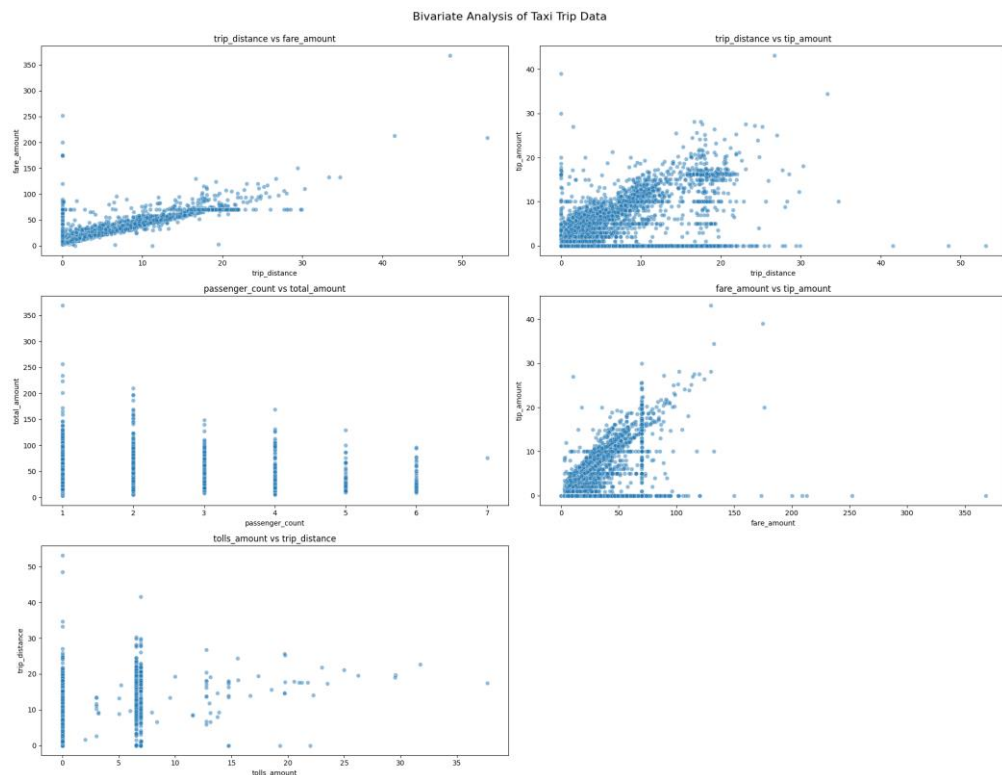 Bivariate Analysis of Taxi Trip Data
trip_distance vs fare_amount
350
300
250
200
150
100
50
0
fare_amount
0 10 20 30 40 50
trip_distance
trip_distance vs tip_amount
40
30
20
10
0
tip_amount
0 10 20 30 40 50
trip_distance
passenger_count vs total_amount
350
300
250
200
150
100
50
0
total_amount
1 2 3 4 5 6 7
passenger_count
fare_amount vs tip_amount
40
30
20
10
0
tip_amount
0 50 100 150 200 250 300 350
fare_amount
tolls_amount vs trip_distance
50
40
30
20
10
0
trip_distance
0 5 10 15 20 25 30 35
tolls_amount